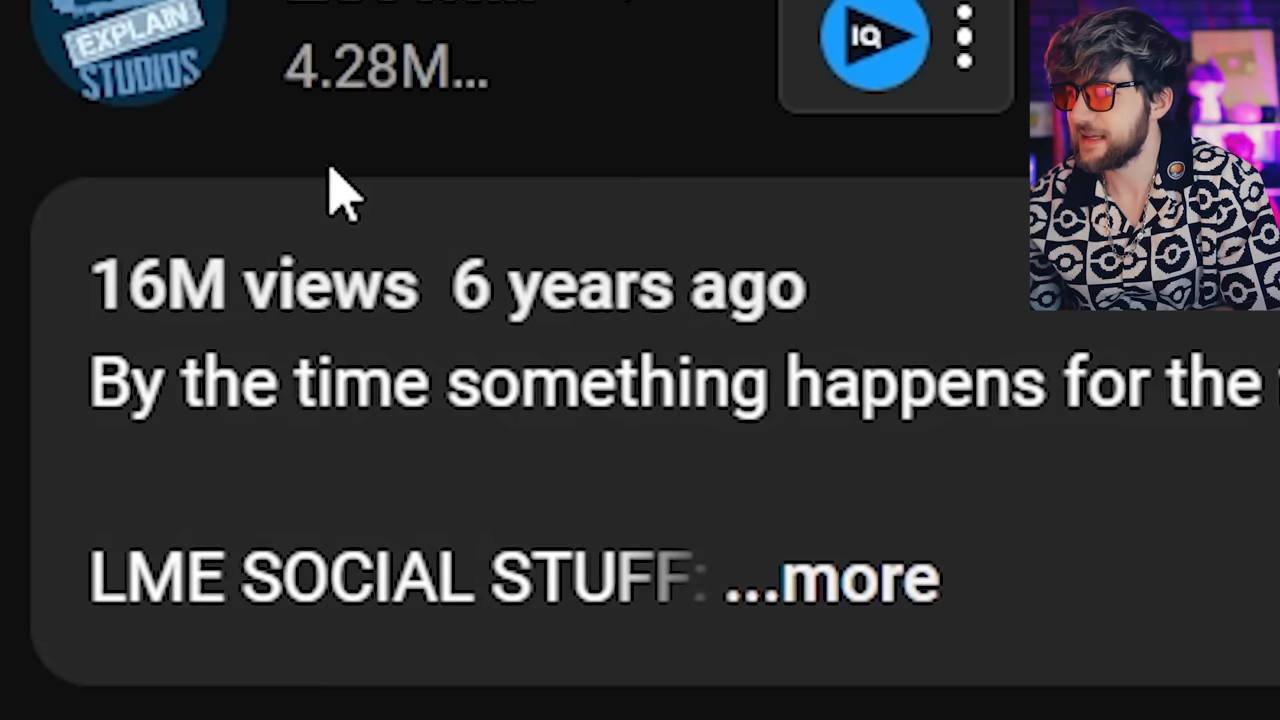 EXPLAIN
STUDIOS
4.28M...
IQ
16M views 6 years ago
By the time something happens for the
LME SOCIAL STUFF: ...more